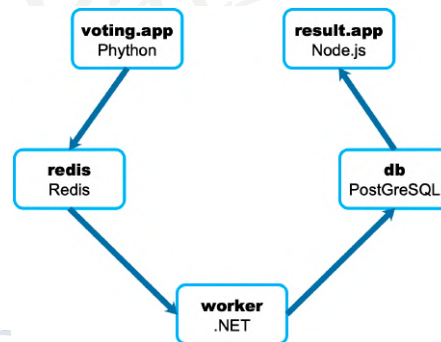 voting.app
Phython
result.app
Node.js
redis
Redis
db
PostGreSQL
worker
.NET